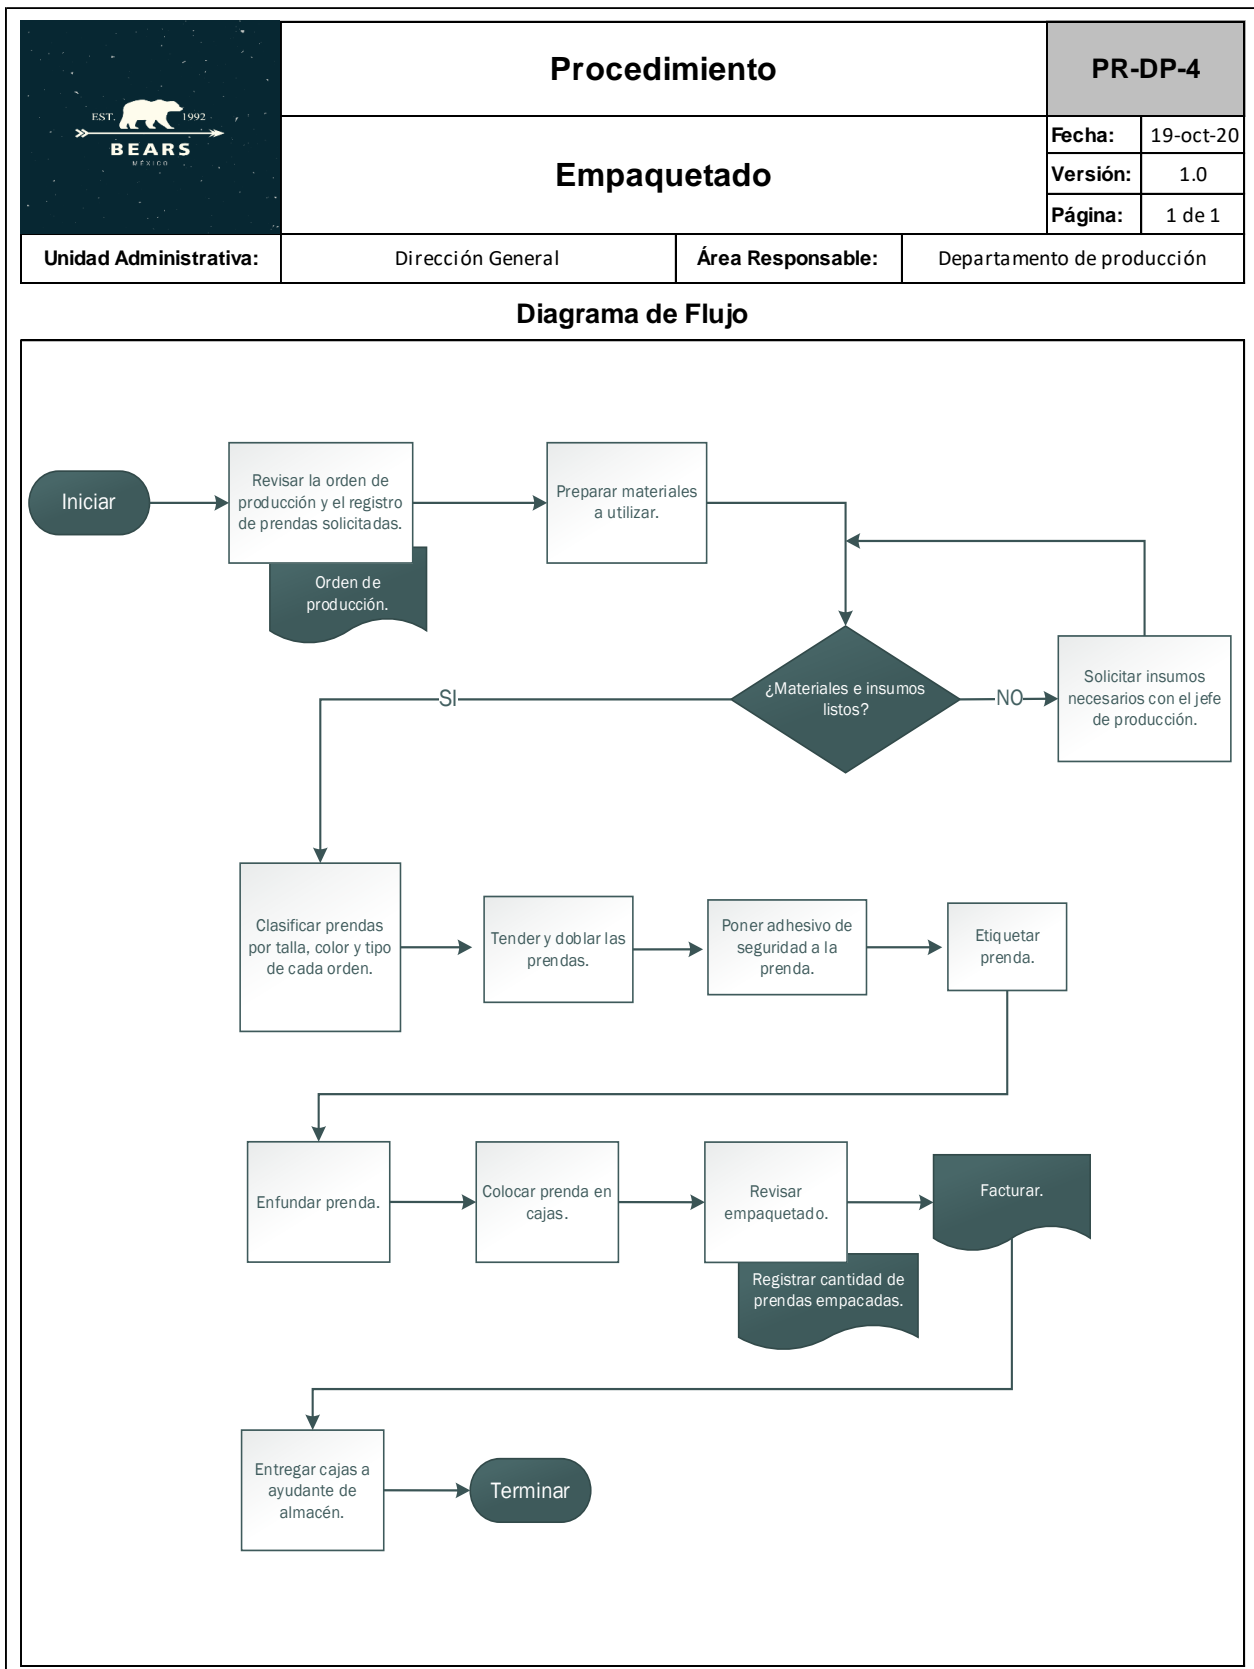 EST. 1992
BEARS
MÉXICO
Procedimiento
PR-DP-4
Empaquetado
Fecha: 19-oct-20
Versión: 1.0
Página: 1 de 1
Unidad Administrativa: Dirección General Área Responsable: Departamento de producción
Diagrama de Flujo
Iniciar
Revisar la orden de
producción y el registro
de prendas solicitadas.
Orden de
producción.
Preparar materiales
a utilizar.
¿Materiales e insumos
listos?
NO
Solicitar insumos
necesarios con el jefe
de producción.
SI
Clasificar prendas
por talla, color y tipo
de cada orden.
Tender y doblar las
prendas.
Poner adhesivo de
seguridad a la
prenda.
Etiquetar
prenda.
Enfundar prenda.
Colocar prenda en
cajas.
Revisar
empaquetado.
Registrar cantidad de
prendas empacadas.
Facturar.
Entregar cajas a
ayudante de
almacén.
Terminar